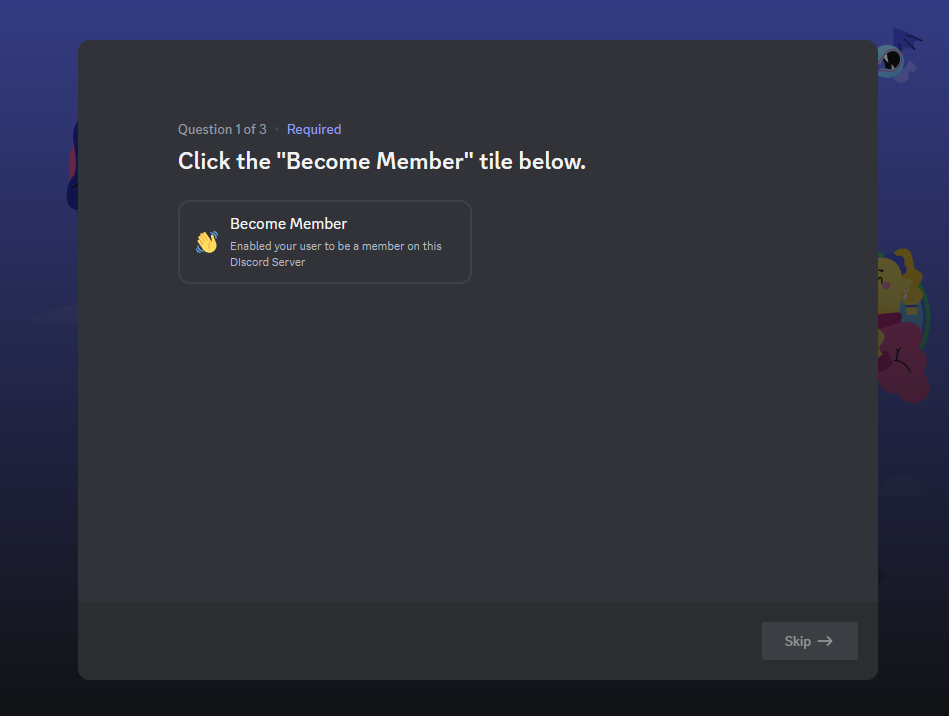 Question 1 of 3 • Required
Click the "Become Member" tile below.
Become Member
Enabled your user to be a member on this
DIscord Server
Skip →